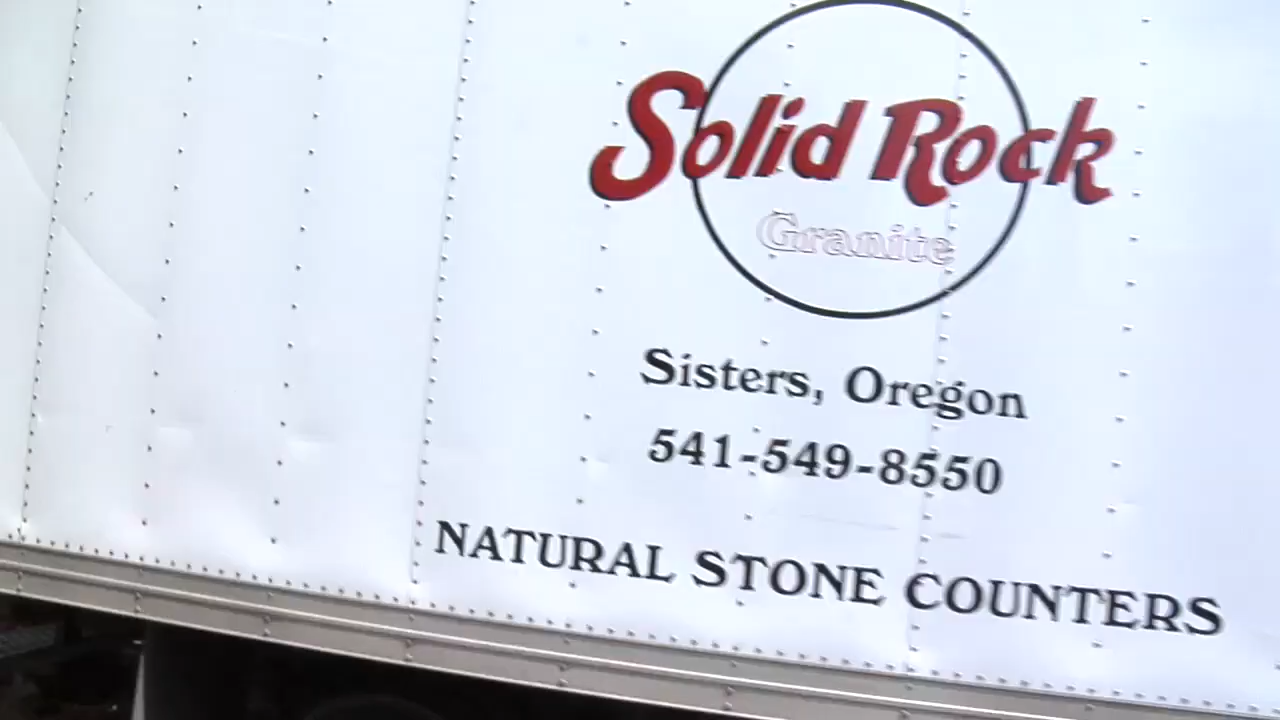 Solid Rock
Granite
Sisters, Oregon
541-549-8550
NATURAL STONE COUNTERS